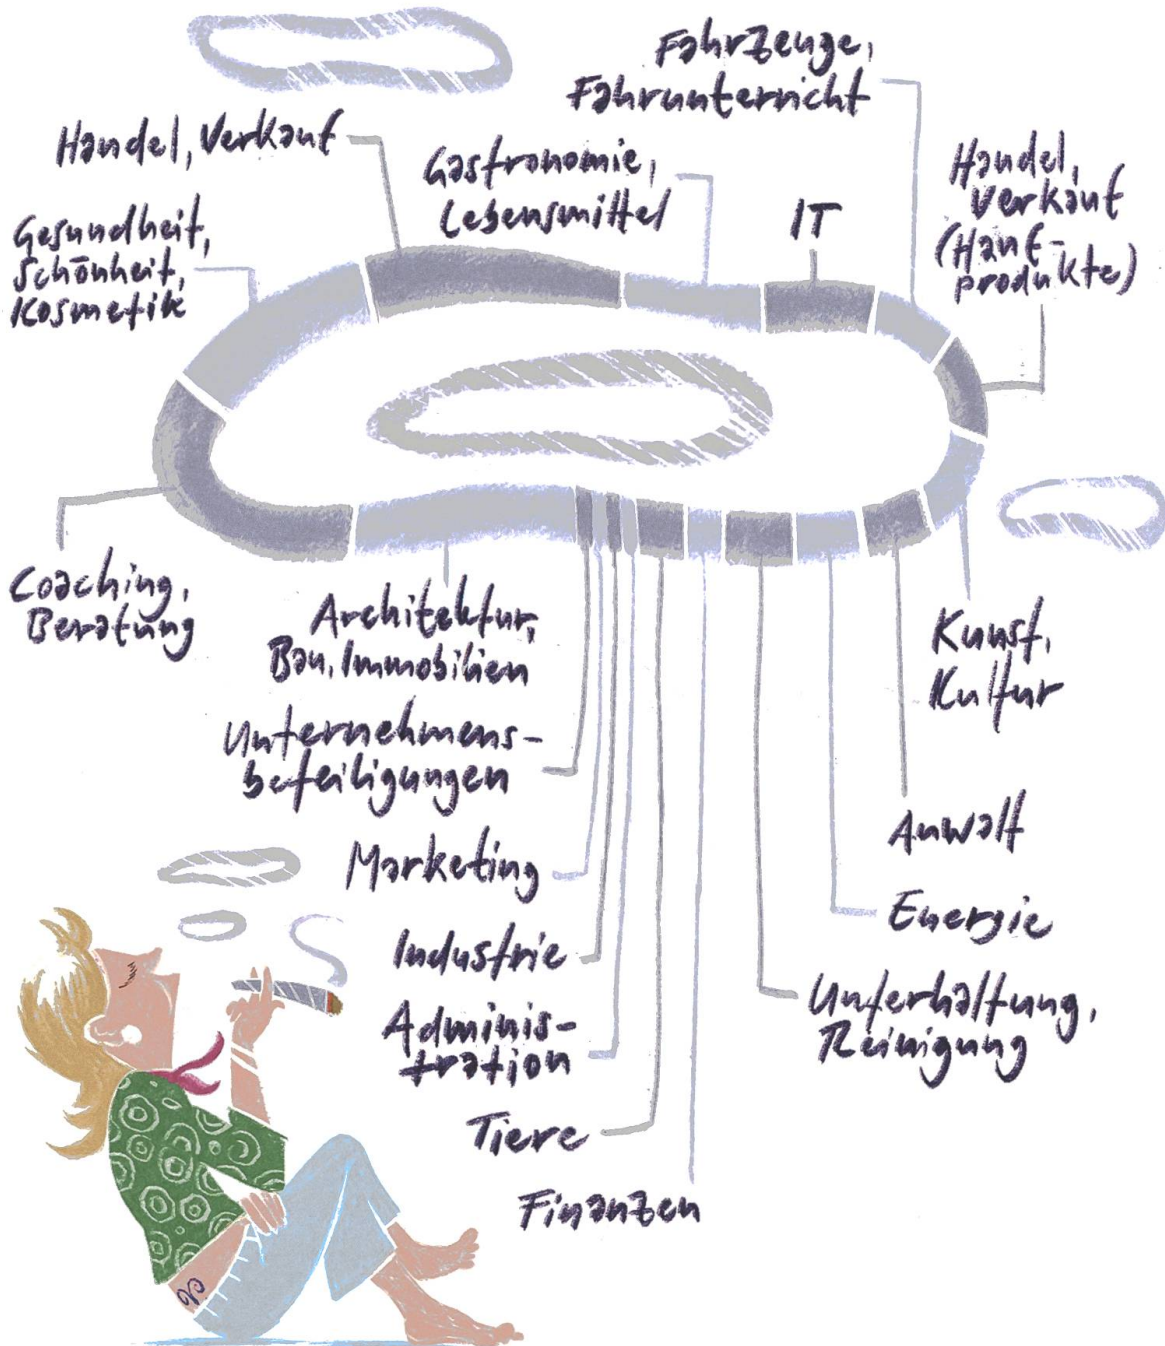 Fahrzeuge,
Fahrunterricht
Handel, Verkauf
Gastronomie,
Lebensmittel
IT
Handel,
Verkauf
(Hanf-
produkte)
Gesundheit,
Schönheit,
Kosmetik
Coaching,
Beratung
Architektur,
Bau, Immobilien
Kunst,
Kultur
Unternehmens-
beteiligungen
Anwalt
Marketing
Energie
Industrie
Unterhaltung,
Reinigung
Adminis-
tration
Tiere
Finanzen